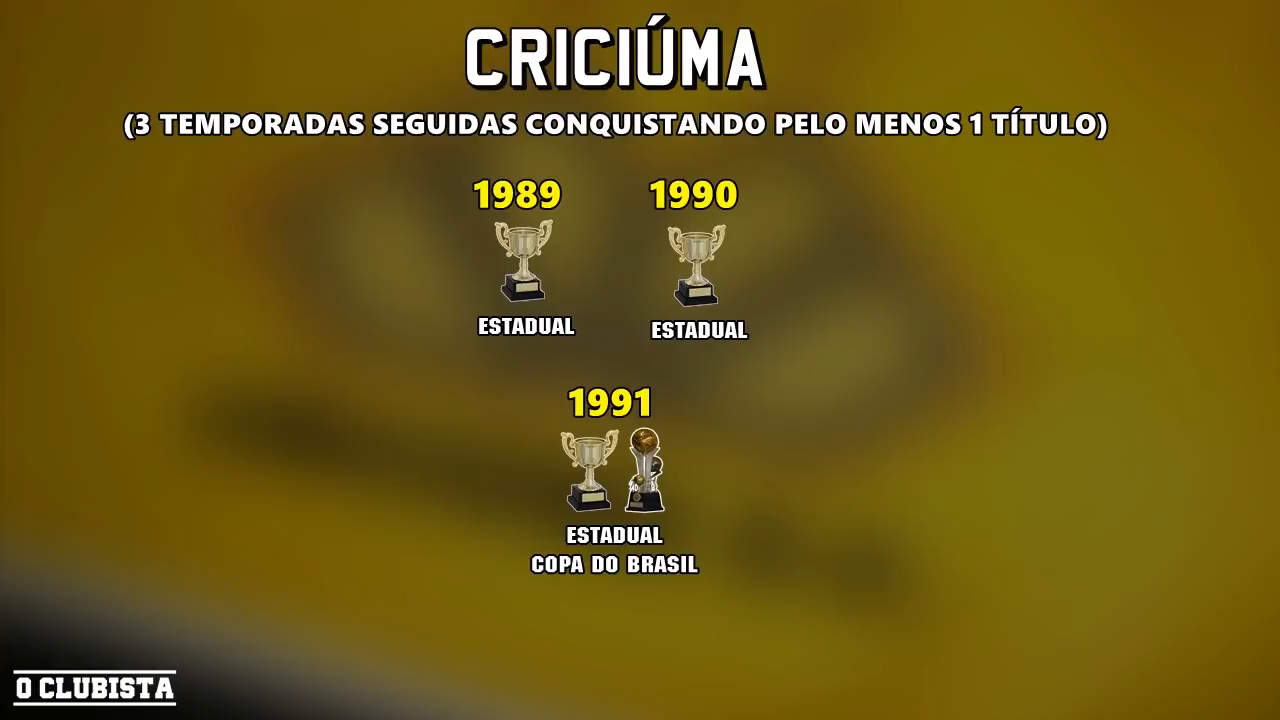 CRICIÚMA
(3 TEMPORADAS SEGUIDAS CONQUISTANDO PELO MENOS 1 TÍTULO)
1989 1990
ESTADUAL ESTADUAL
1991
ESTADUAL
COPA DO BRASIL
O CLUBISTA